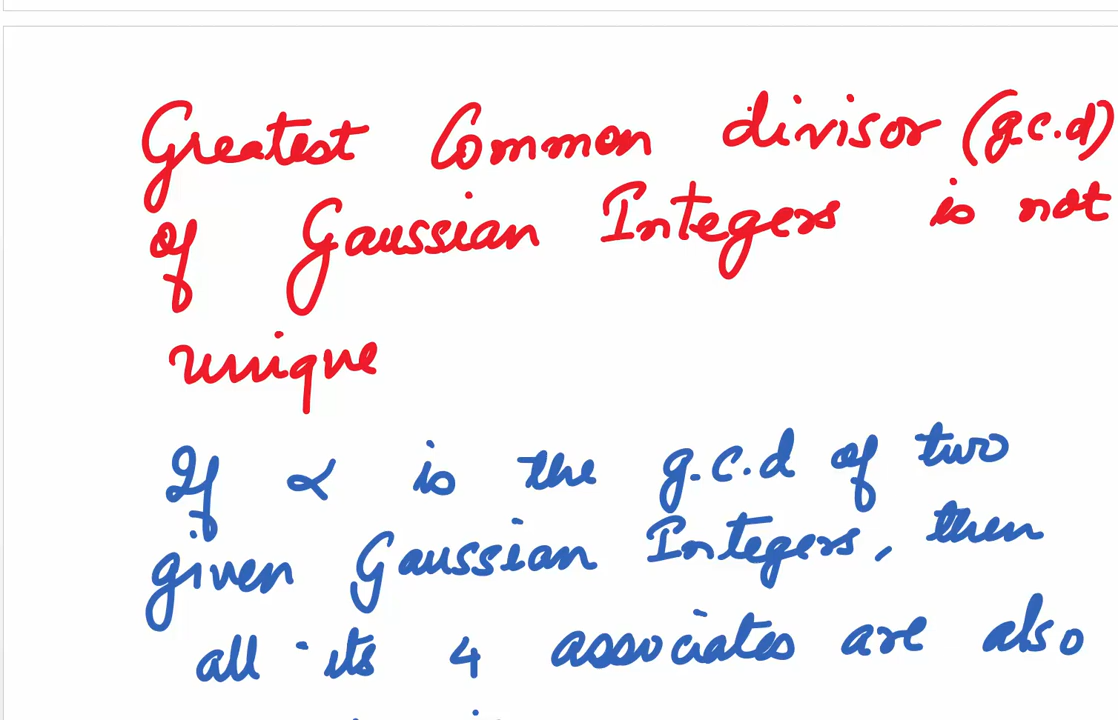 Greatest Common divisor (g.c.d)
of Gaussian Integers is not
unique
If α is the g.c.d of two
given Gaussian Integers, then
all its 4 associates are also